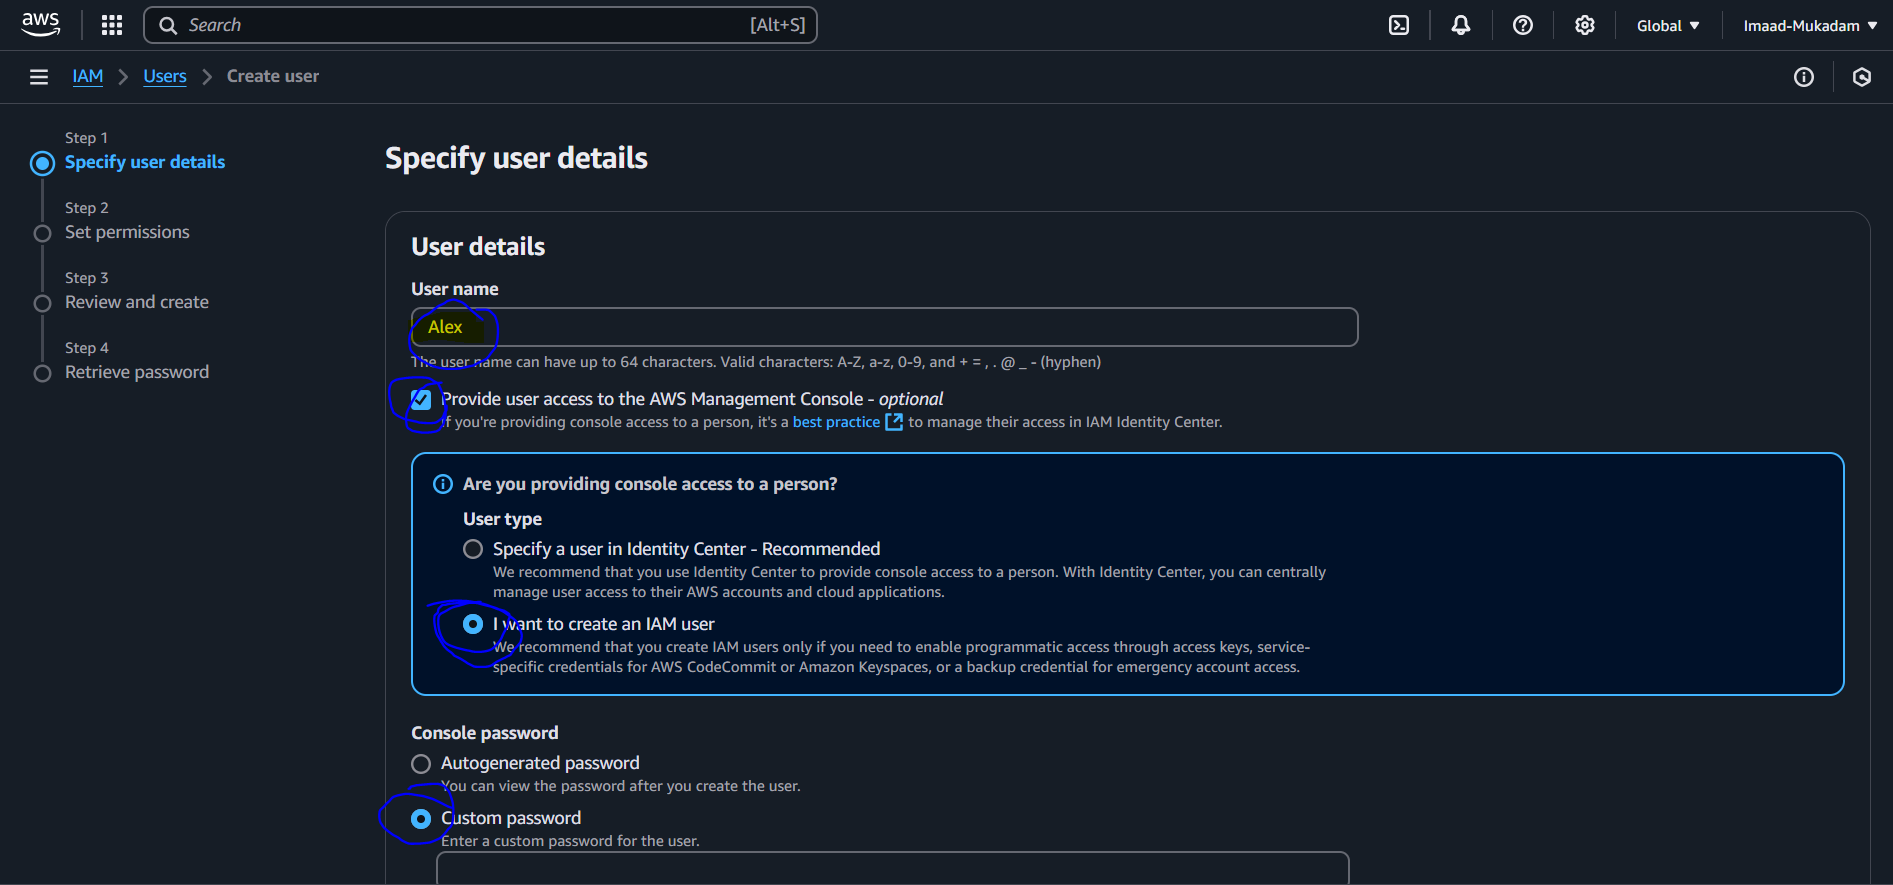 aws
Search
[Alt+S]
Global
Imaad-Mukadam
IAM
Users
Create user
Step 1
Specify user details
Step 2
Set permissions
Step 3
Review and create
Step 4
Retrieve password
Specify user details
User details
User name
Alex
The user name can have up to 64 characters. Valid characters: A-Z, a-z, 0-9, and + = , . @ _ - (hyphen)
Provide user access to the AWS Management Console - optional
If you're providing console access to a person, it's a best practice to manage their access in IAM Identity Center.
Are you providing console access to a person?
User type
Specify a user in Identity Center - Recommended
We recommend that you use Identity Center to provide console access to a person. With Identity Center, you can centrally
manage user access to their AWS accounts and cloud applications.
I want to create an IAM user
We recommend that you create IAM users only if you need to enable programmatic access through access keys, service-
specific credentials for AWS CodeCommit or Amazon Keyspaces, or a backup credential for emergency account access.
Console password
Autogenerated password
You can view the password after you create the user.
Custom password
Enter a custom password for the user.